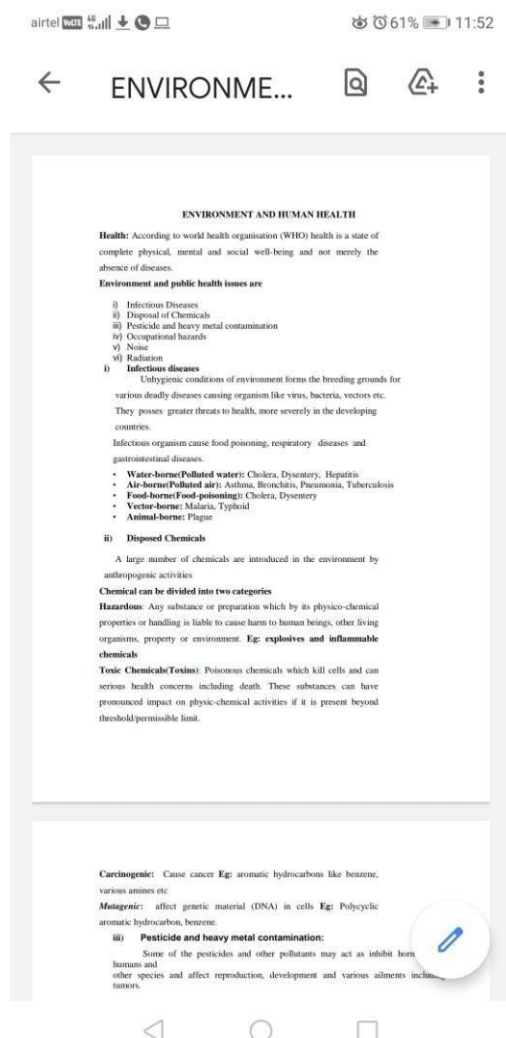 airtel VoLTE 4G 61% 11:52
ENVIRONME...
ENVIRONMENT AND HUMAN HEALTH
Health: According to world health organisation (WHO) health is a state of
complete physical, mental and social well-being and not merely the
absence of diseases.
Environment and public health issues are
i) Infectious Diseases
ii) Disposal of Chemicals
iii) Pesticide and heavy metal contamination
iv) Occupational hazards
v) Noise
vi) Radiation
i) Infectious diseases
Unhygienic conditions of environment forms the breeding grounds for
various deadly diseases causing organism like virus, bacteria, vectors etc.
They posses greater threats to health, more severely in the developing
countries.
Infectious organism cause food poisoning, respiratory diseases and
gastrointestinal diseases.
• Water-borne(Polluted water): Cholera, Dysentery, Hepatitis
• Air-borne(Polluted air): Asthma, Bronchitis, Pneumonia, Tuberculosis
• Food-borne(Food-poisoning): Cholera, Dysentery
• Vector-borne: Malaria, Typhoid
• Animal-borne: Plague
ii) Disposed Chemicals
A large number of chemicals are introduced in the environment by
anthropogenic activities
Chemical can be divided into two categories
Hazardous: Any substance or preparation which by its physico-chemical
properties or handling is liable to cause harm to human beings, other living
organisms, property or environment. Eg: explosives and inflammable
chemicals
Toxic Chemicals(Toxins): Poisonous chemicals which kill cells and can
serious health concerns including death. These substances can have
pronounced impact on physic-chemical activities if it is present beyond
threshold/permissible limit.
Carcinogenic: Cause cancer Eg: aromatic hydrocarbons like benzene,
various amines etc
Mutagenic: affect genetic material (DNA) in cells Eg: Polycyclic
aromatic hydrocarbon, benzene.
iii) Pesticide and heavy metal contamination:
Some of the pesticides and other pollutants may act as inhibit
humans and
other species and affect reproduction, development and various ailments
tumors.